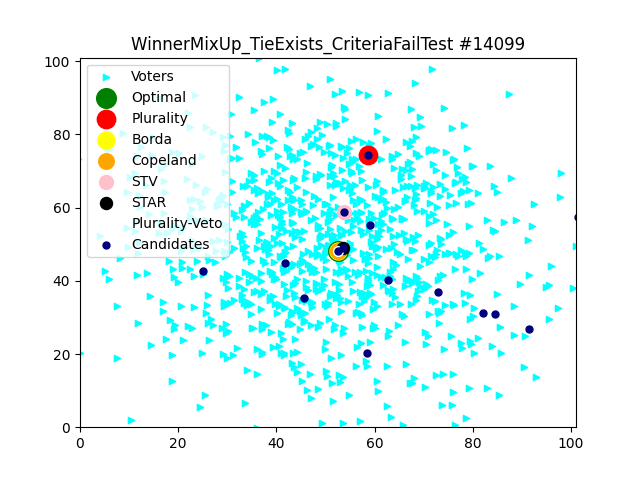 WinnerMixUp_TieExists_CriteriaFailTest #14099
Voters
Optimal
Plurality
Borda
Copeland
STV
STAR
Plurality-Veto
Candidates
100
80
60
40
20
0
0 20 40 60 80 100